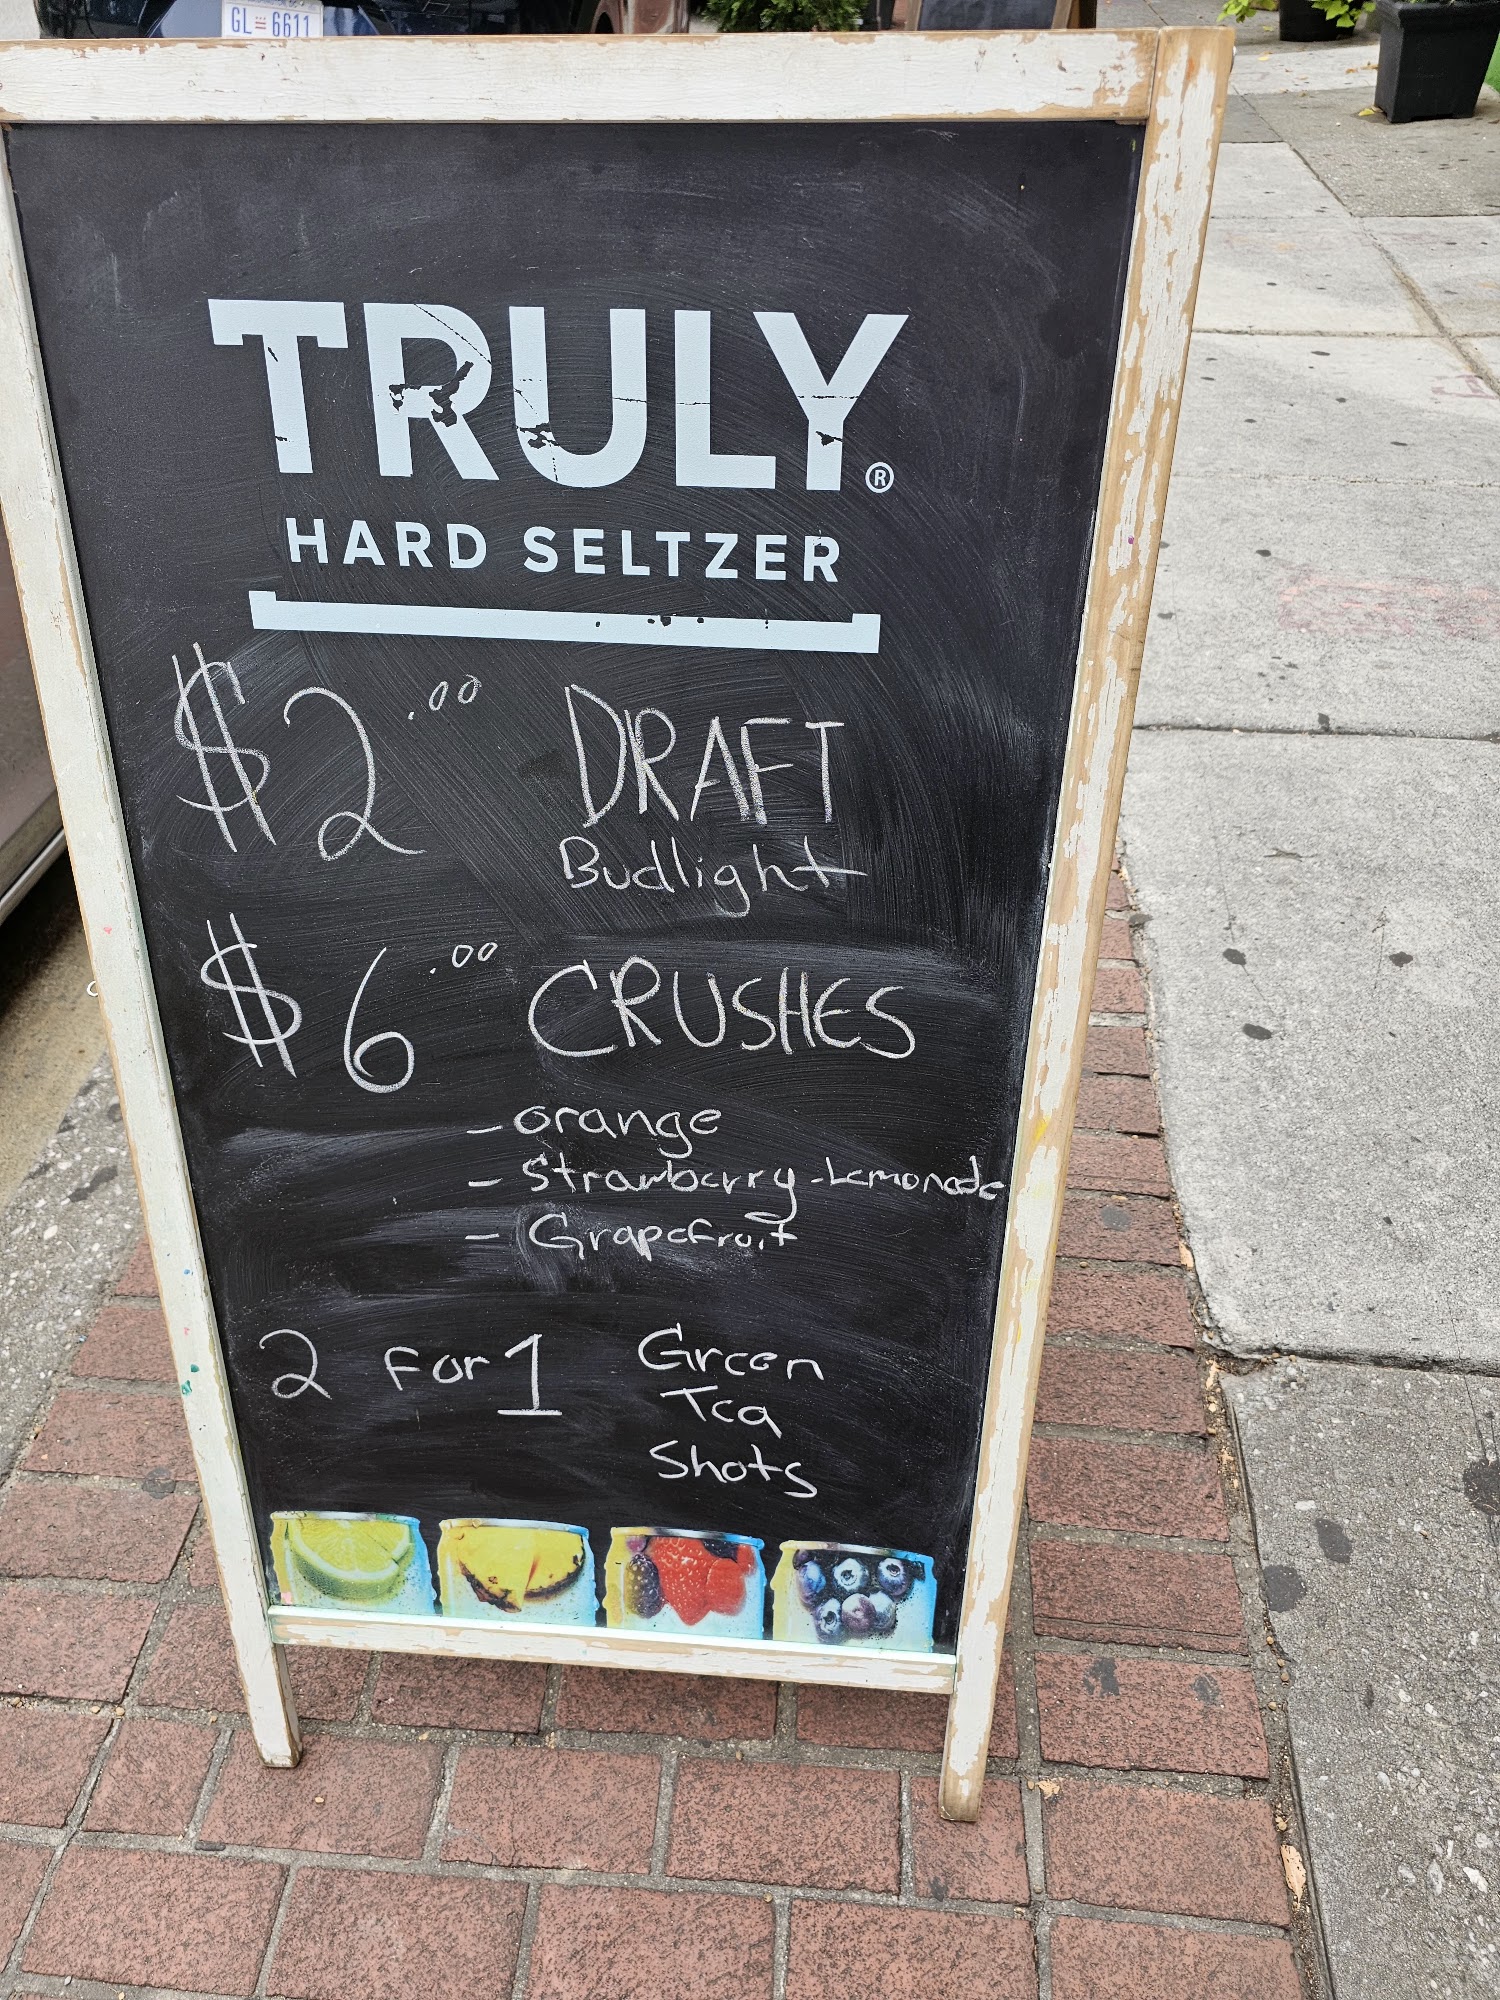 GL 6611
TRULY®
HARD SELTZER
$2.00 DRAFT
Budlight
$6.00 CRUSHES
- orange
- Strawberry-Lemonade
- Grapefruit
2 for 1 Green
Tea
Shots